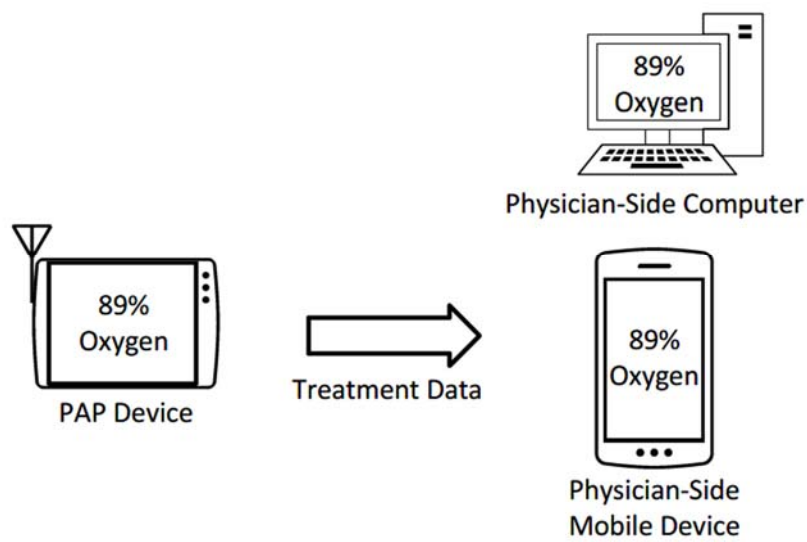 89%
Oxygen
Physician-Side Computer
89%
Oxygen
PAP Device
Treatment Data
89%
Oxygen
Physician-Side
Mobile Device